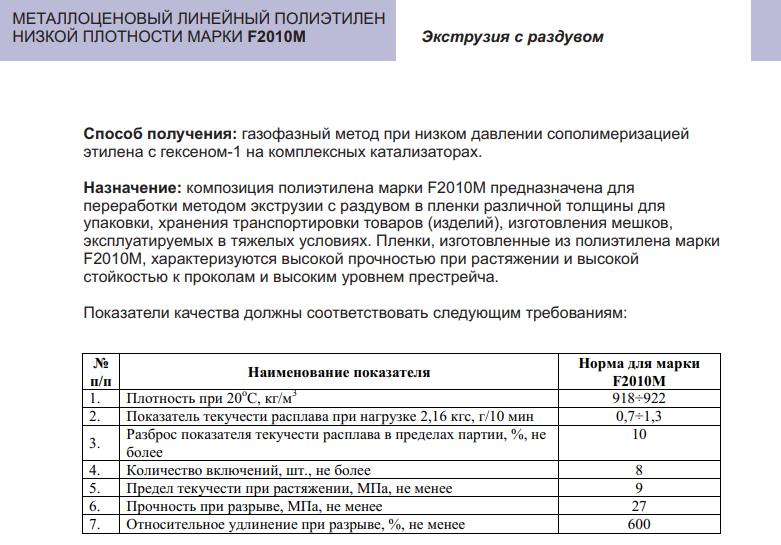 МЕТАЛЛОЦЕНОВЫЙ ЛИНЕЙНЫЙ ПОЛИЭТИЛЕН
НИЗКОЙ ПЛОТНОСТИ МАРКИ F2010M
Экструзия с раздувом
Способ получения: газофазный метод при низком давлении сополимеризацией
этилена с гексеном-1 на комплексных катализаторах.
Назначение: композиция полиэтилена марки F2010M предназначена для
переработки методом экструзии с раздувом в пленки различной толщины для
упаковки, хранения транспортировки товаров (изделий), изготовления мешков,
эксплуатируемых в тяжелых условиях. Пленки, изготовленные из полиэтилена марки
F2010M, характеризуются высокой прочностью при растяжении и высокой
стойкостью к проколам и высоким уровнем престрейча.
Показатели качества должны соответствовать следующим требованиям:
№ п/п Наименование показателя Норма для марки F2010M
1. Плотность при 20°С, кг/м³ 918÷922
2. Показатель текучести расплава при нагрузке 2,16 кгс, г/10 мин 0,7÷1,3
3. Разброс показателя текучести расплава в пределах партии, %, не более 10
4. Количество включений, шт., не более 8
5. Предел текучести при растяжении, МПа, не менее 9
6. Прочность при разрыве, МПа, не менее 27
7. Относительное удлинение при разрыве, %, не менее 600